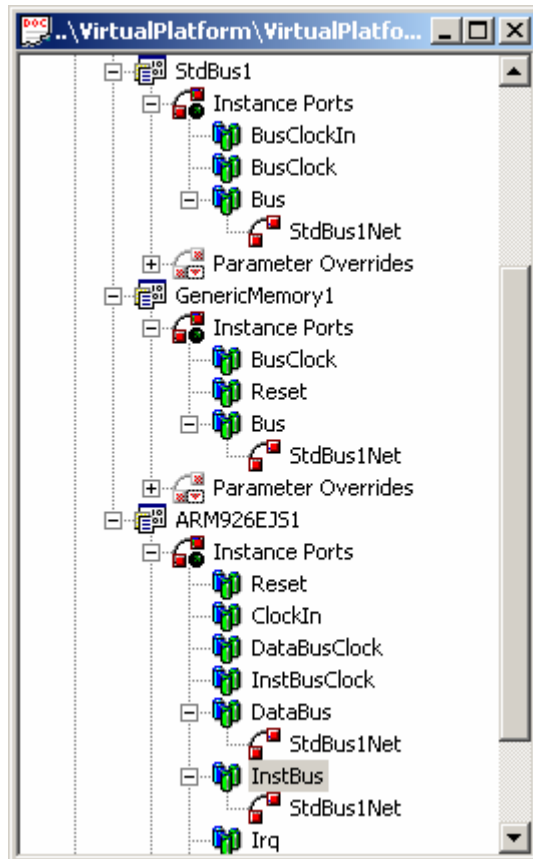 ..\VirtualPlatform\VirtualPlatfo...
StdBus1
Instance Ports
BusClockIn
BusClock
Bus
StdBus1Net
Parameter Overrides
GenericMemory1
Instance Ports
BusClock
Reset
Bus
StdBus1Net
Parameter Overrides
ARM926EJS1
Instance Ports
Reset
ClockIn
DataBusClock
InstBusClock
DataBus
StdBus1Net
InstBus
StdBus1Net
Irq